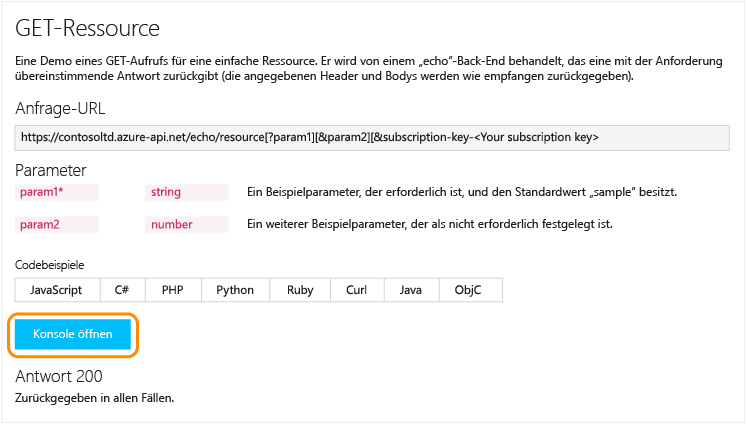 GET-Ressource
Eine Demo eines GET-Aufrufs für eine einfache Ressource. Er wird von einem „echo“-Back-End behandelt, das eine mit der Anforderung
übereinstimmende Antwort zurückgibt (die angegebenen Header und Bodys werden wie empfangen zurückgegeben).
Anfrage-URL
https://contosoltd.azure-api.net/echo/resource[?param1][&param2][&subscription-key-<Your subscription key>
Parameter
param1* string Ein Beispielparameter, der erforderlich ist, und den Standardwert „sample“ besitzt.
param2 number Ein weiterer Beispielparameter, der als nicht erforderlich festgelegt ist.
Codebeispiele
JavaScript C# PHP Python Ruby Curl Java ObjC
Konsole öffnen
Antwort 200
Zurückgegeben in allen Fällen.